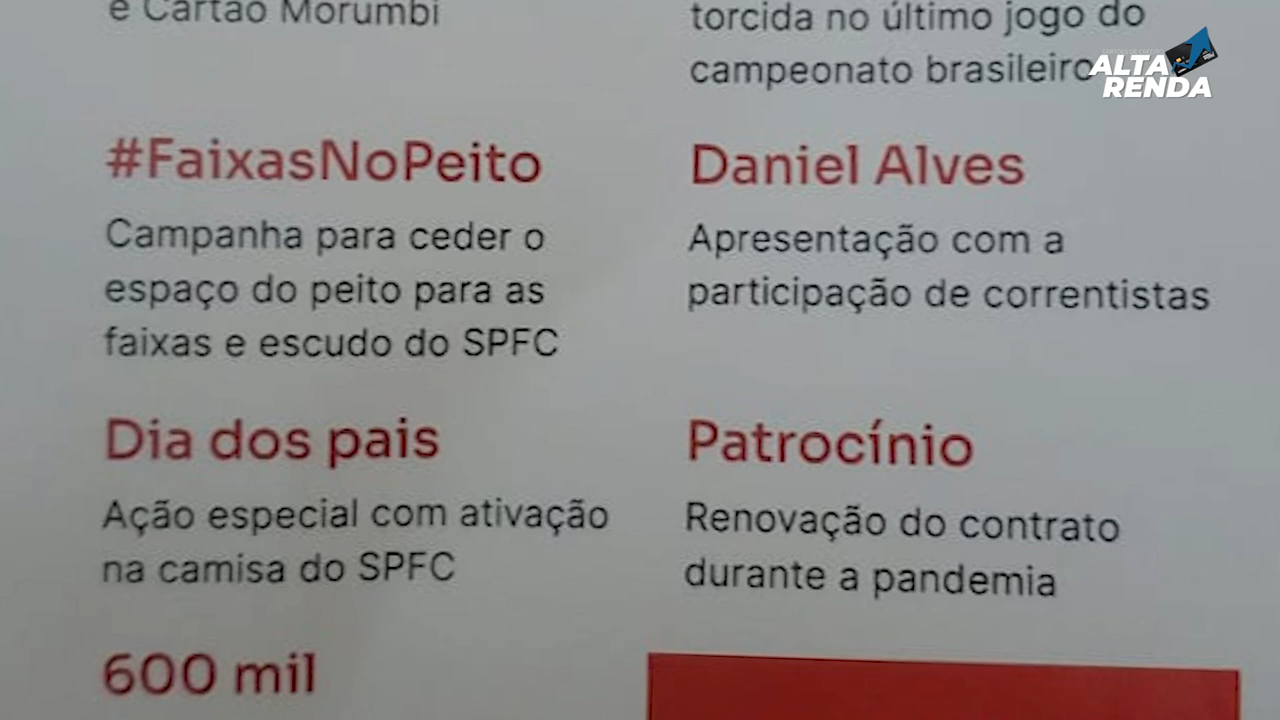 e Cartão Morumbi
torcida no último jogo do
campeonato brasileiro
ALTA
RENDA
#FaixasNoPeito
Campanha para ceder o
espaço do peito para as
faixas e escudo do SPFC
Daniel Alves
Apresentação com a
participação de correntistas
Dia dos pais
Ação especial com ativação
na camisa do SPFC
Patrocínio
Renovação do contrato
durante a pandemia
600 mil